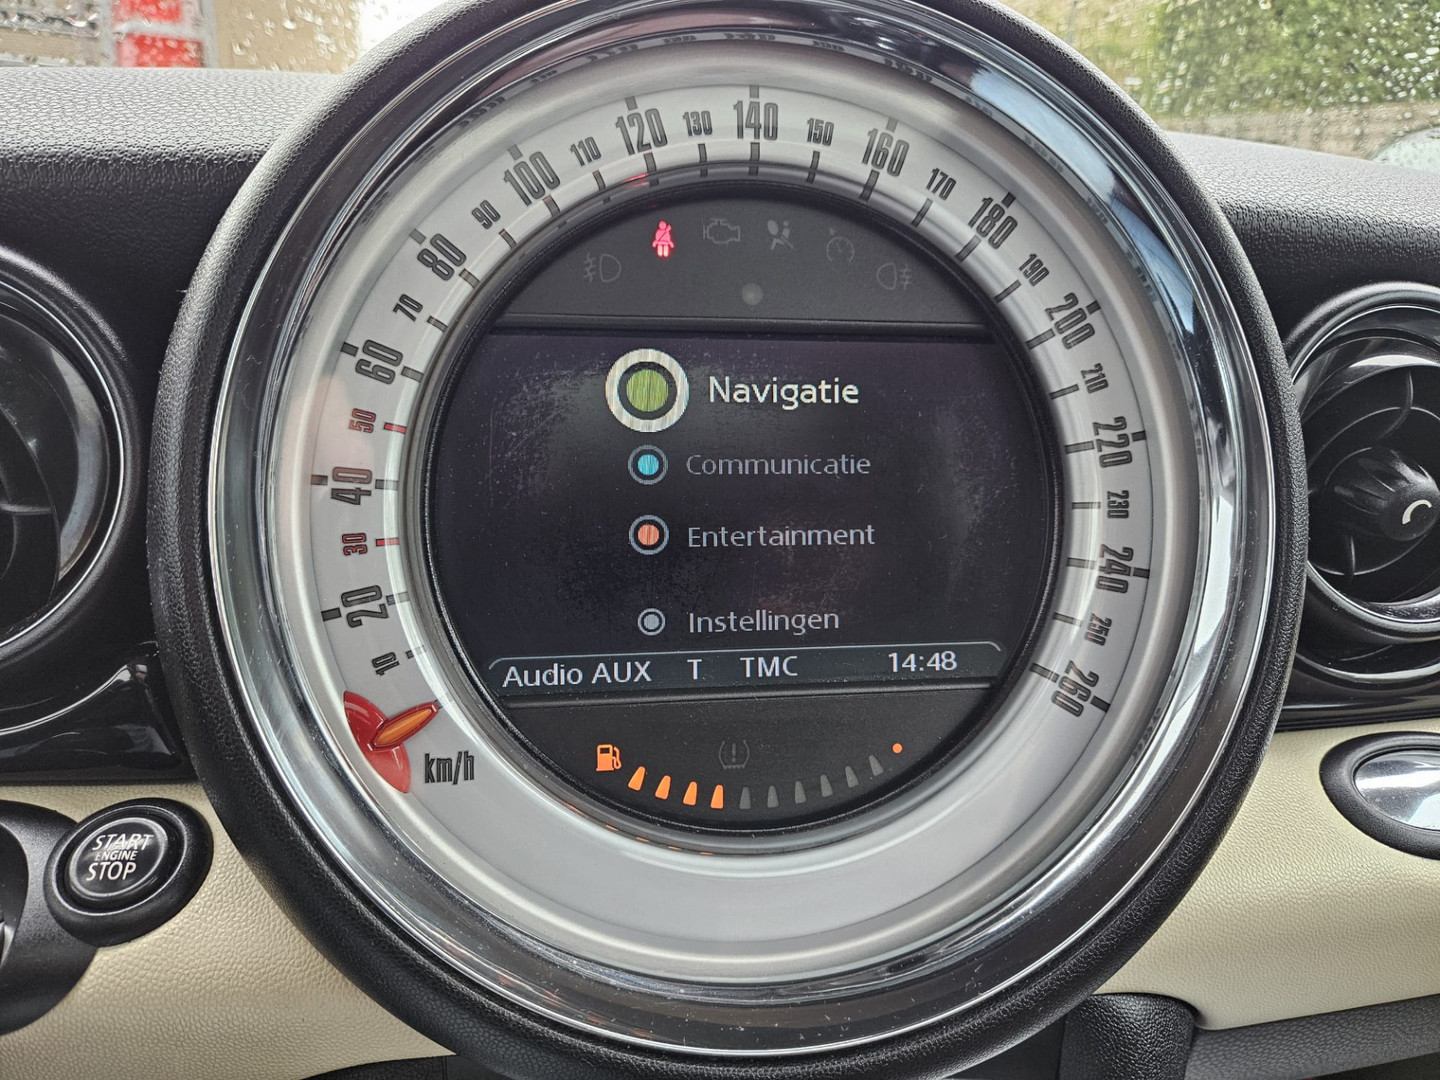 10
20
30
40
50
60
70
80
90
100
110
120
130
140
150
160
170
180
190
200
210
220
230
240
250
260
km/h
Navigatie
Communicatie
Entertainment
Instellingen
Audio AUX T TMC 14:48
START
ENGINE
STOP